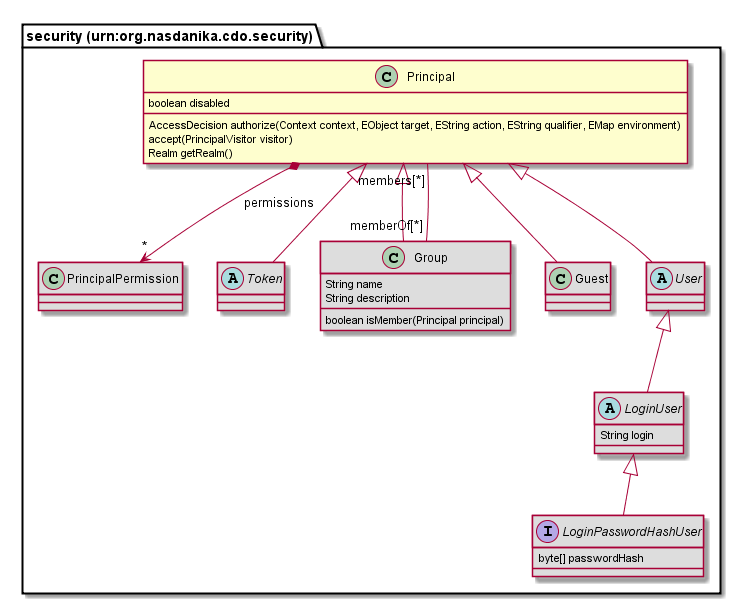 security (urn:org.nasdanika.cdo.security)
C Principal
boolean disabled
AccessDecision authorize(Context context, EObject target, EString action, EString qualifier, EMap environment)
accept(PrincipalVisitor visitor)
Realm getRealm()
members[*]
permissions
memberOf[*]
*
C PrincipalPermission
A Token
C Group
String name
String description
boolean isMember(Principal principal)
C Guest
A User
A LoginUser
String login
I LoginPasswordHashUser
byte[] passwordHash